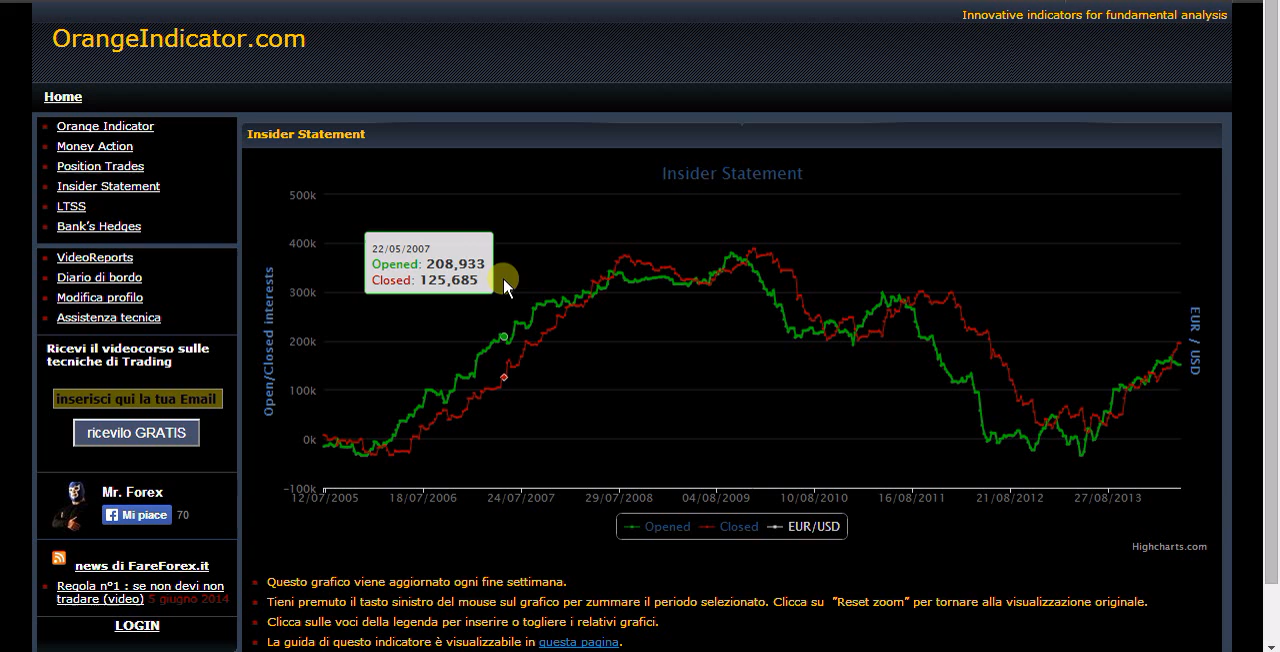 Innovative indicators for fundamental analysis
OrangeIndicator.com
Home
Orange Indicator
Money Action
Position Trades
Insider Statement
LTSS
Bank's Hedges
VideoReports
Diario di bordo
Modifica profilo
Assistenza tecnica
Ricevi il videocorso sulle
tecniche di Trading
inserisci qui la tua Email
ricevilo GRATIS
Mr. Forex
Mi piace 70
news di FareForex.it
Regola n°1 : se non devi non
tradare (video) 5 giugno 2014
LOGIN
Insider Statement
Insider Statement
500k
400k
300k
200k
100k
0k
-100k
Open/Closed interests
EUR / USD
22/05/2007
Opened: 208,933
Closed: 125,685
12/07/2005 18/07/2006 24/07/2007 29/07/2008 04/08/2009 10/08/2010 16/08/2011 21/08/2012 27/08/2013
Opened Closed EUR/USD
Highcharts.com
Questo grafico viene aggiornato ogni fine settimana.
Tieni premuto il tasto sinistro del mouse sul grafico per zummare il periodo selezionato. Clicca su "Reset zoom" per tornare alla visualizzazione originale.
Clicca sulle voci della legenda per inserire o togliere i relativi grafici.
La guida di questo indicatore è visualizzabile in questa pagina.